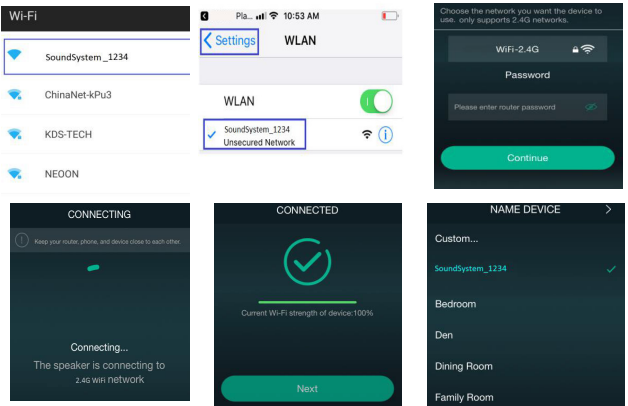 Wi-Fi
SoundSystem _1234
ChinaNet-kPu3
KDS-TECH
NEOON
Pla... 10:53 AM
Settings WLAN
WLAN
SoundSystem_1234
Unsecured Network
Choose the network you want the device to
use. only supports 2.4G networks.
WiFi-2.4G
Password
Please enter router password
Continue
CONNECTING
Keep your router, phone, and device close to each other.
Connecting...
The speaker is connecting to
2.4G WiFi network
CONNECTED
Current Wi-Fi strength of device:100%
Next
NAME DEVICE
Custom...
SoundSystem_1234
Bedroom
Den
Dining Room
Family Room